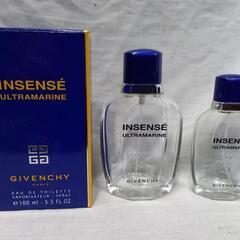 INSENSÉ
ULTRAMARINE
GIVENCHY
PARIS
EAU DE TOILETTE
VAPORISATEUR - SPRAY
e 100 ml - 3.3 FL OZ
INSENSÉ
ULTRAMARINE
GIVENCHY
INSENSÉ
ULTRAMARINE
GIVENCHY